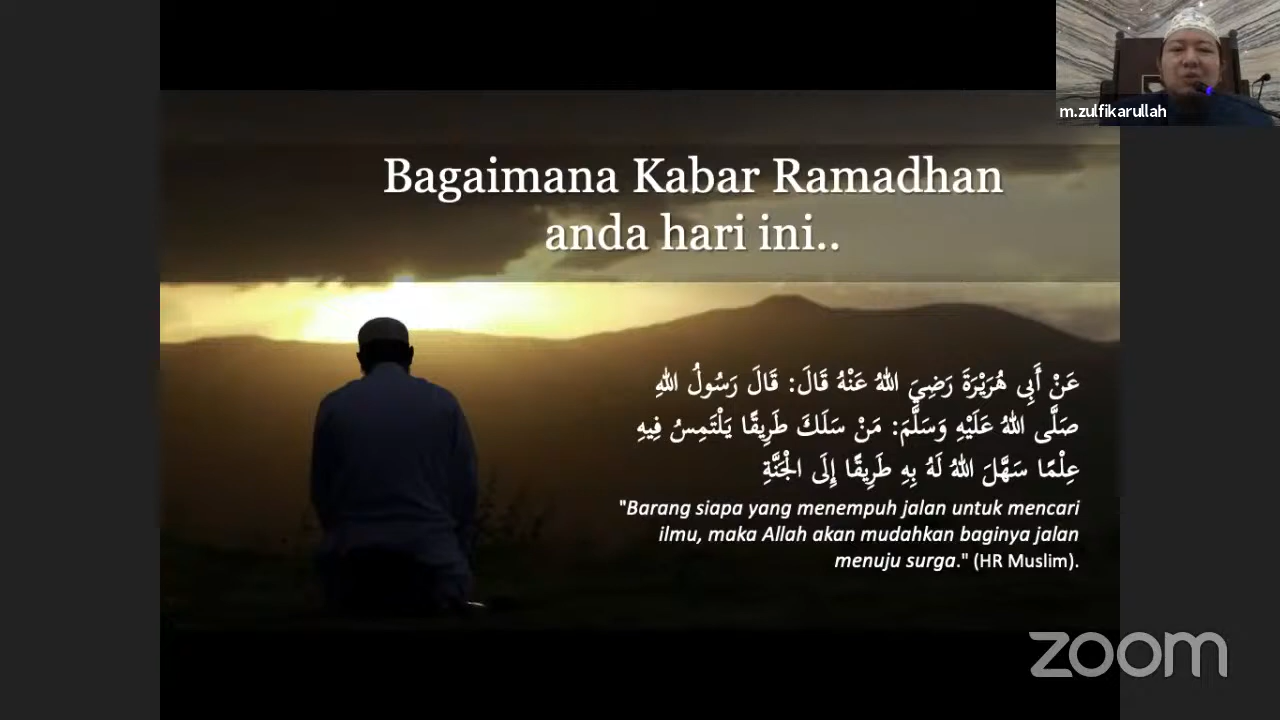 m.zulfikarullah
Bagaimana Kabar Ramadhan
anda hari ini..
عَنْ أَبِى هُرَيْرَةَ رَضِيَ اللهُ عَنْهُ قَالَ: قَالَ رَسُولُ اللهِ
صَلَّى اللهُ عَلَيْهِ وَسَلَّمَ: مَنْ سَلَكَ طَرِيقًا يَلْتَمِسُ فِيهِ
عِلْمًا سَهَّلَ اللهُ لَهُ بِهِ طَرِيقًا إِلَى الْجَنَّةِ
"Barang siapa yang menempuh jalan untuk mencari
ilmu, maka Allah akan mudahkan baginya jalan
menuju surga." (HR Muslim).
zoom